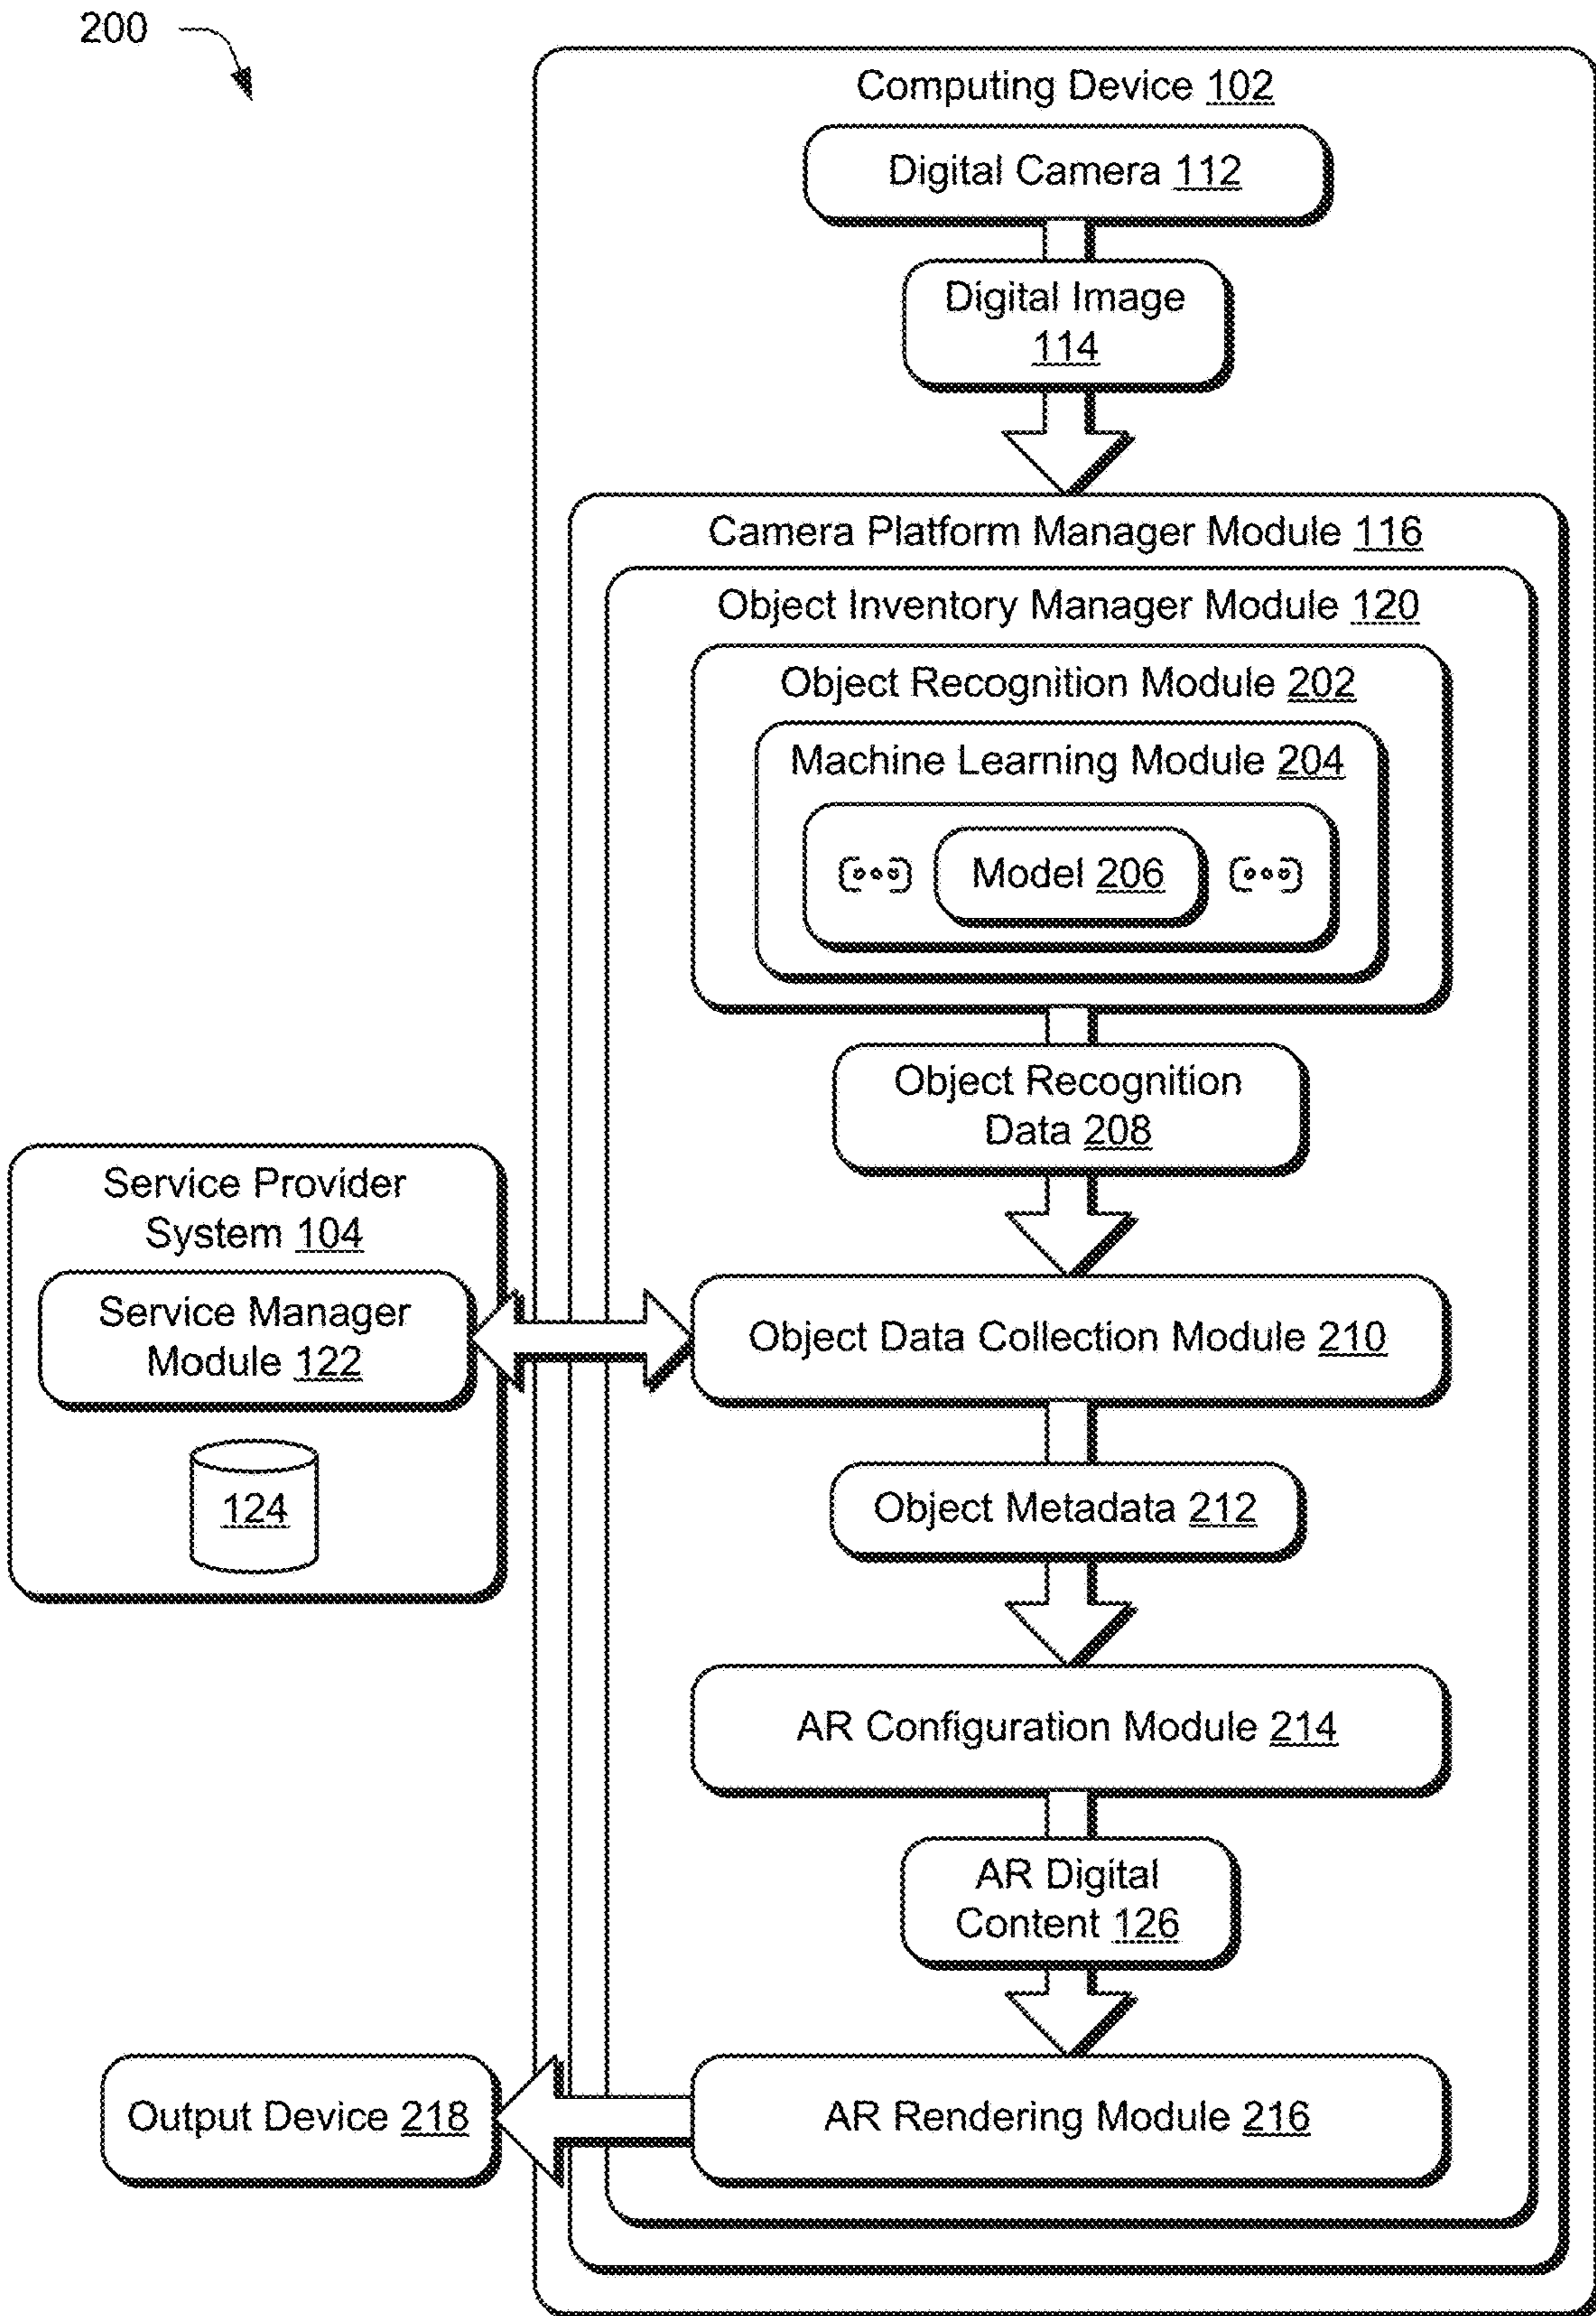 200
Computing Device 102
Digital Camera 112
Digital Image
114
Camera Platform Manager Module 116
Object Inventory Manager Module 120
Object Recognition Module 202
Machine Learning Module 204
Model 206
Object Recognition
Data 208
Service Provider
System 104
Service Manager
Module 122
124
Object Data Collection Module 210
Object Metadata 212
AR Configuration Module 214
AR Digital
Content 126
Output Device 218
AR Rendering Module 216